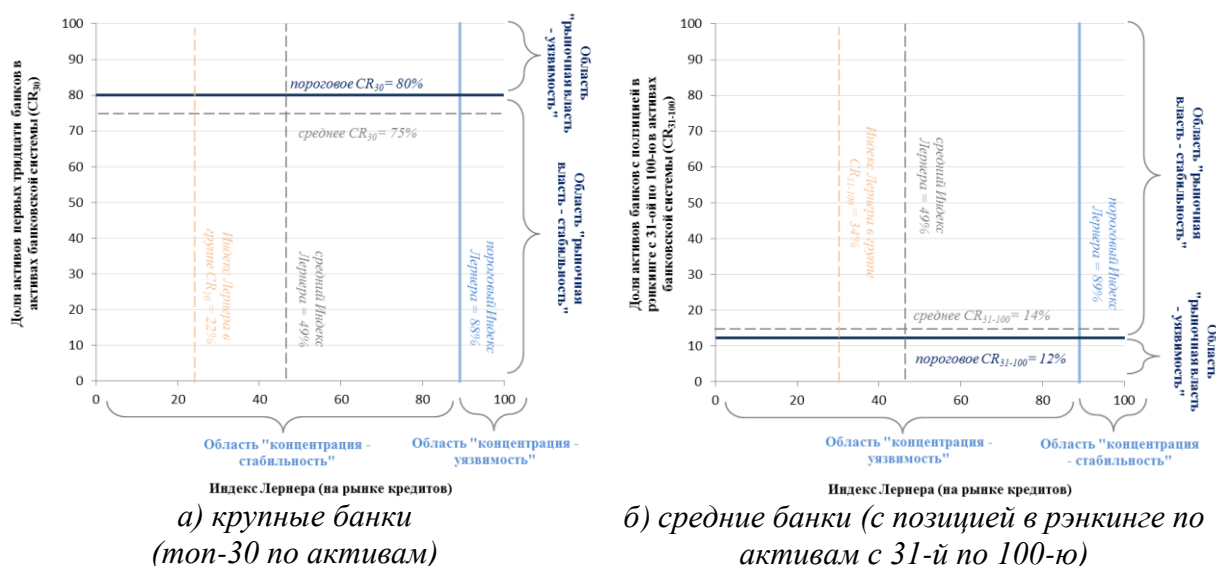 Доля активов первых тридцати банков в
активах банковской системы (CR30)
100
90
80
70
60
50
40
30
20
10
0
0
20
40
60
80
100
пороговое CR30 = 80%
среднее CR30 = 75%
Индекс Лернера в
группе CR30 = 22%
средний Индекс
Лернера = 49%
пороговый Индекс
Лернера = 88%
Область
"рыночная власть
- уязвимость"
Область "рыночная
власть - стабильность"
Область "концентрация -
стабильность"
Область "концентрация -
уязвимость"
Индекс Лернера (на рынке кредитов)
а) крупные банки
(топ-30 по активам)
Доля активов банков с позицией в
рэнкинге с 31-ой по 100-ю в активах
банковской системы (CR31-100)
100
90
80
70
60
50
40
30
20
10
0
0
20
40
60
80
100
Индекс Лернера в группе
CR31-100 = 34%
средний Индекс
Лернера = 49%
пороговый Индекс
Лернера = 89%
среднее CR31-100 = 14%
пороговое CR31-100 = 12%
Область "рыночная
власть - стабильность"
Область
"рыночная власть
- уязвимость"
Область "концентрация -
уязвимость"
Область "концентрация
- стабильность"
Индекс Лернера (на рынке кредитов)
б) средние банки (с позицией в рэнкинге по
активам с 31-й по 100-ю)